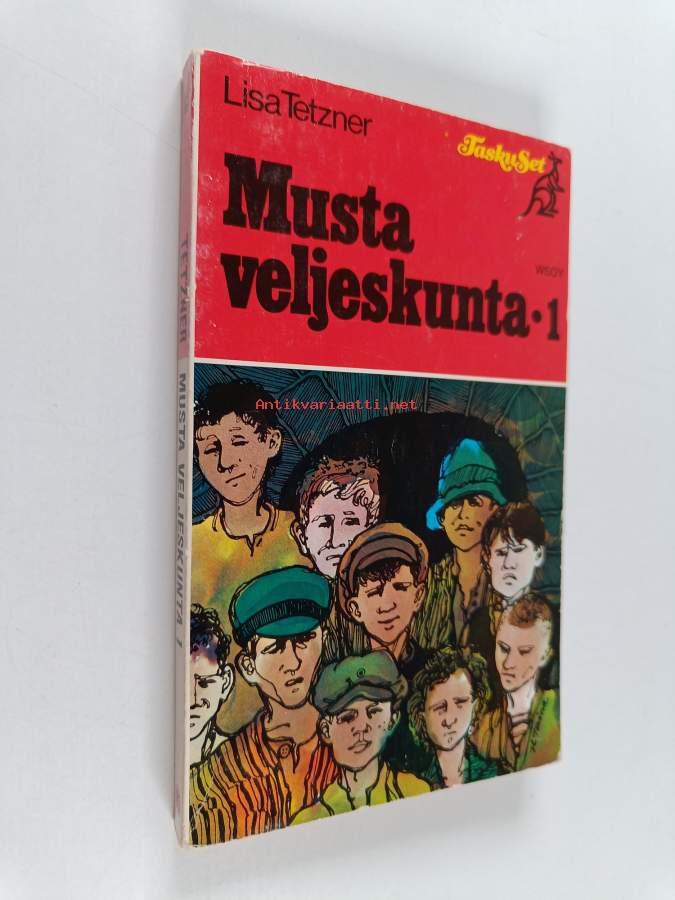 Lisa Tetzner
TaskuSet
Musta
WSOY
veljeskunta·1
Antikvariaatti.net
TETZNER MUSTA VELJESKUNTA 1